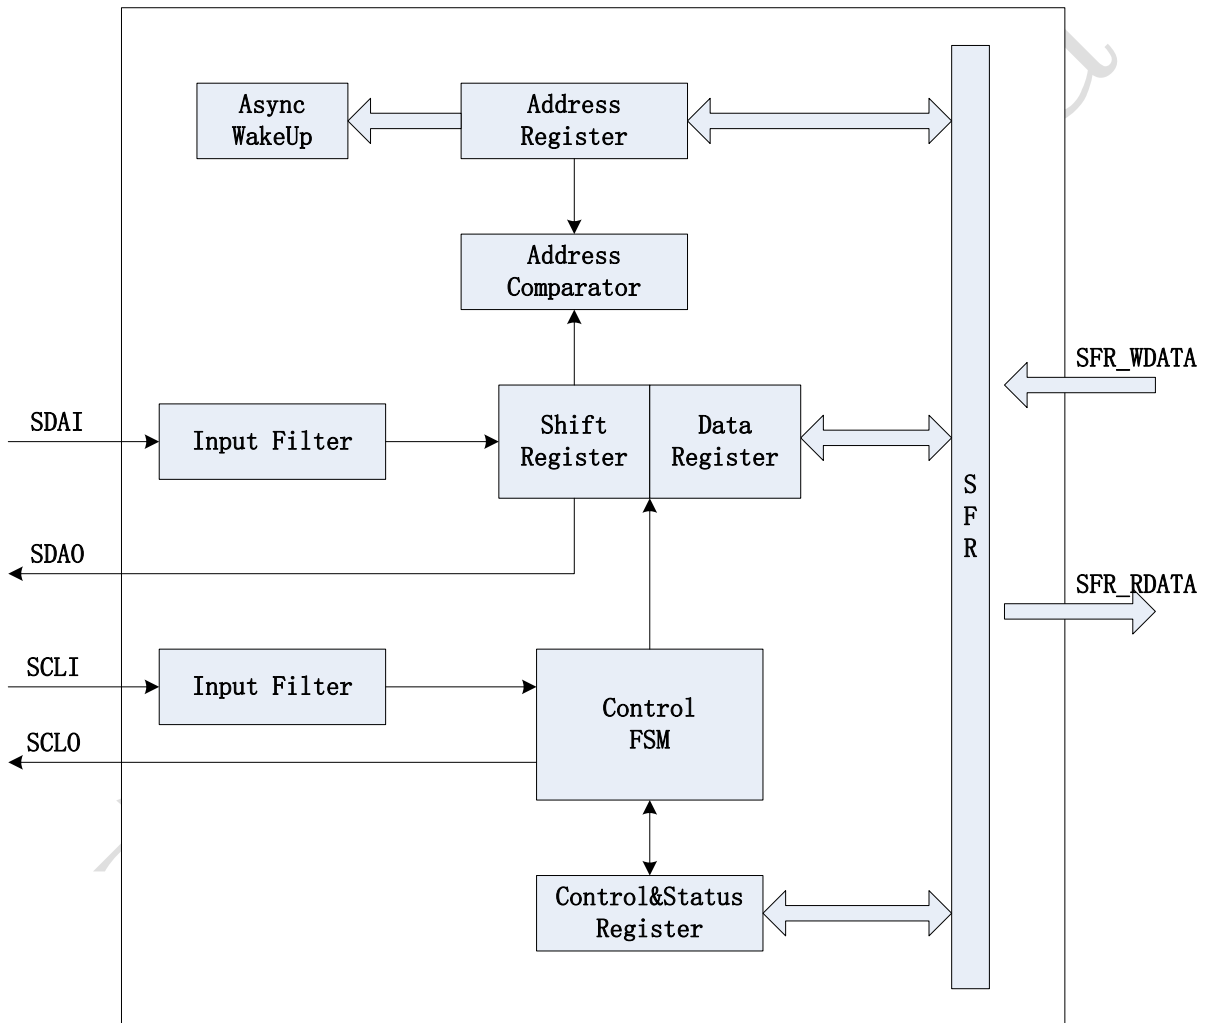 Async
WakeUp
Address
Register
Address
Comparator
SFR_WDATA
SDAI
Input Filter
Shift
Register
Data
Register
S
F
R
SDAO
SFR_RDATA
SCLI
Input Filter
Control
FSM
SCLO
Control&Status
Register